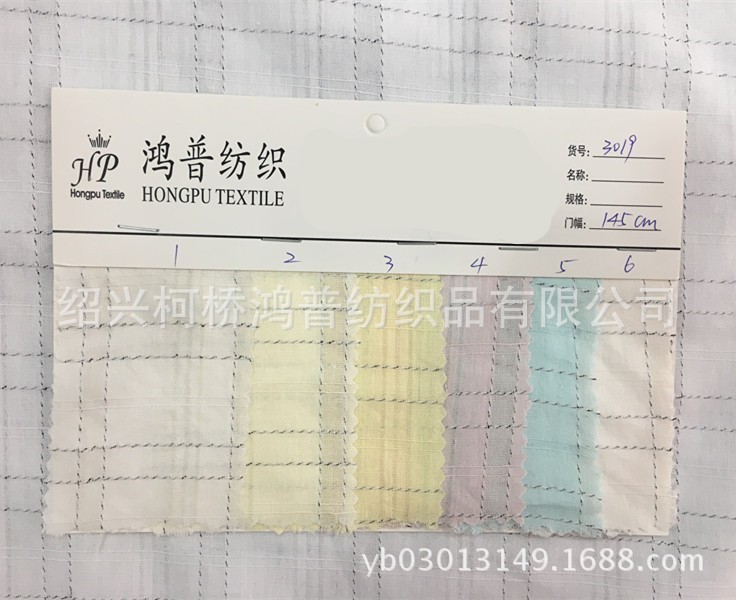 HP
Hongpu Textile
鸿普纺织
HONGPU TEXTILE
货号: 3019
名称:
规格:
门幅: 145cm
1 2 3 4 5 6
绍兴柯桥鸿普纺织品有限公司
yb03013149.1688.com